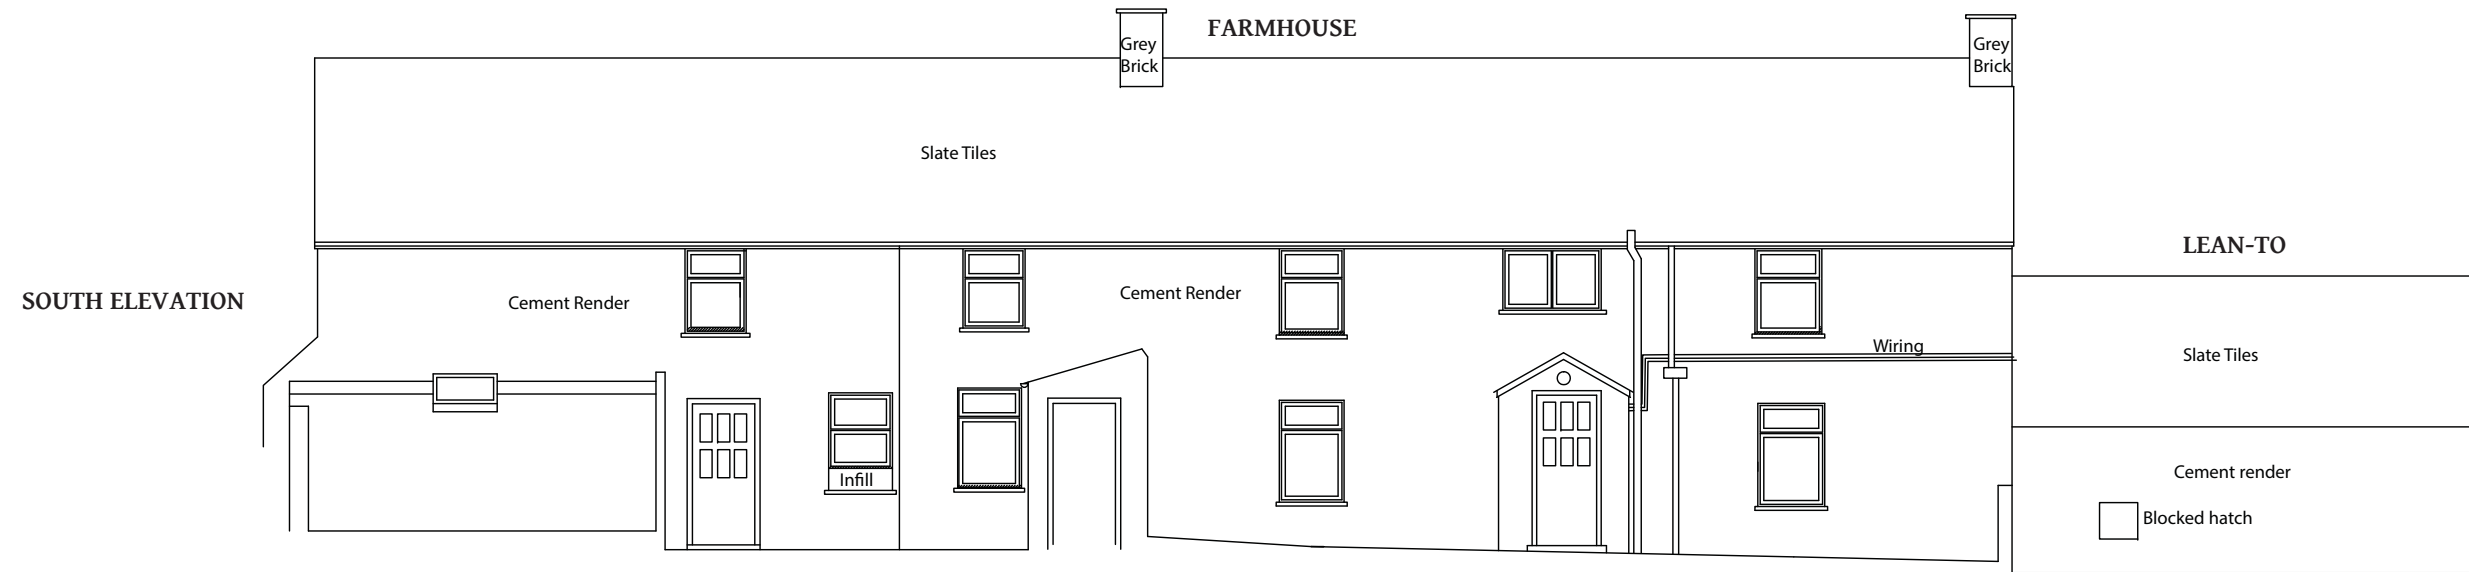 FARMHOUSE
Grey
Brick
Grey
Brick
Slate Tiles
LEAN-TO
SOUTH ELEVATION
Cement Render
Cement Render
Wiring
Slate Tiles
Infill
Cement render
Blocked hatch